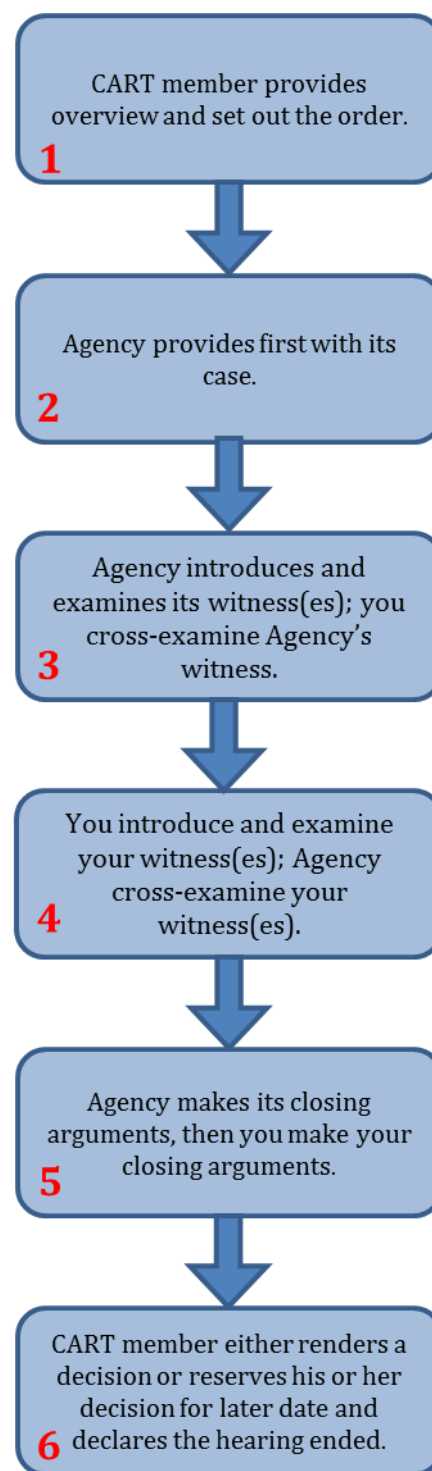 CART member provides
overview and set out the order.
1
Agency provides first with its
case.
2
Agency introduces and
examines its witness(es); you
cross-examine Agency’s
witness.
3
You introduce and examine
your witness(es); Agency
cross-examine your
witness(es).
4
Agency makes its closing
arguments, then you make your
closing arguments.
5
CART member either renders a
decision or reserves his or her
decision for later date and
declares the hearing ended.
6